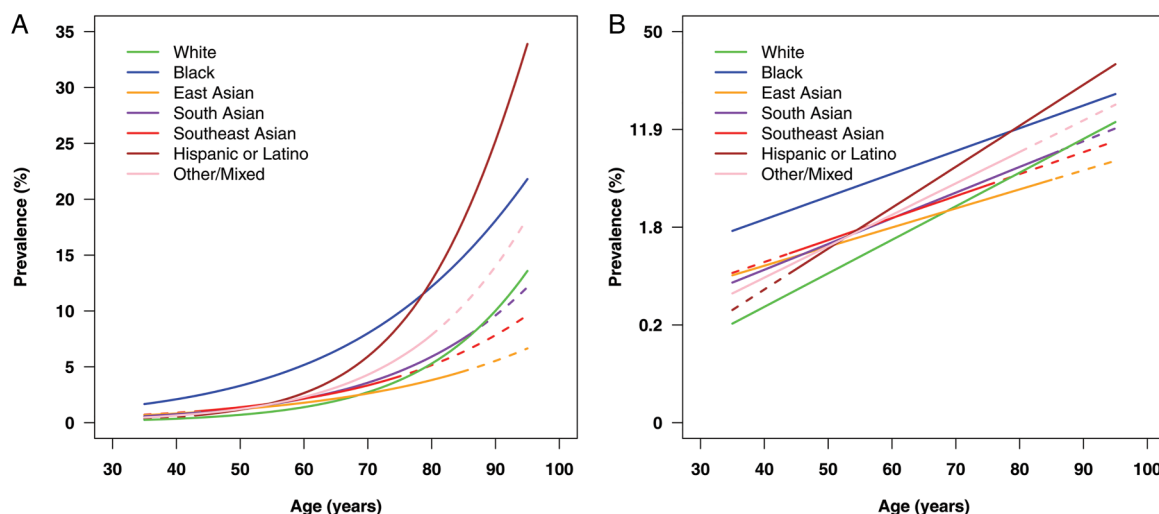 A
35
30
25
20
15
10
5
0
Prevalence (%)
White
Black
East Asian
South Asian
Southeast Asian
Hispanic or Latino
Other/Mixed
30 40 50 60 70 80 90 100
Age (years)
B
50
11.9
1.8
0.2
0
Prevalence (%)
White
Black
East Asian
South Asian
Southeast Asian
Hispanic or Latino
Other/Mixed
30 40 50 60 70 80 90 100
Age (years)